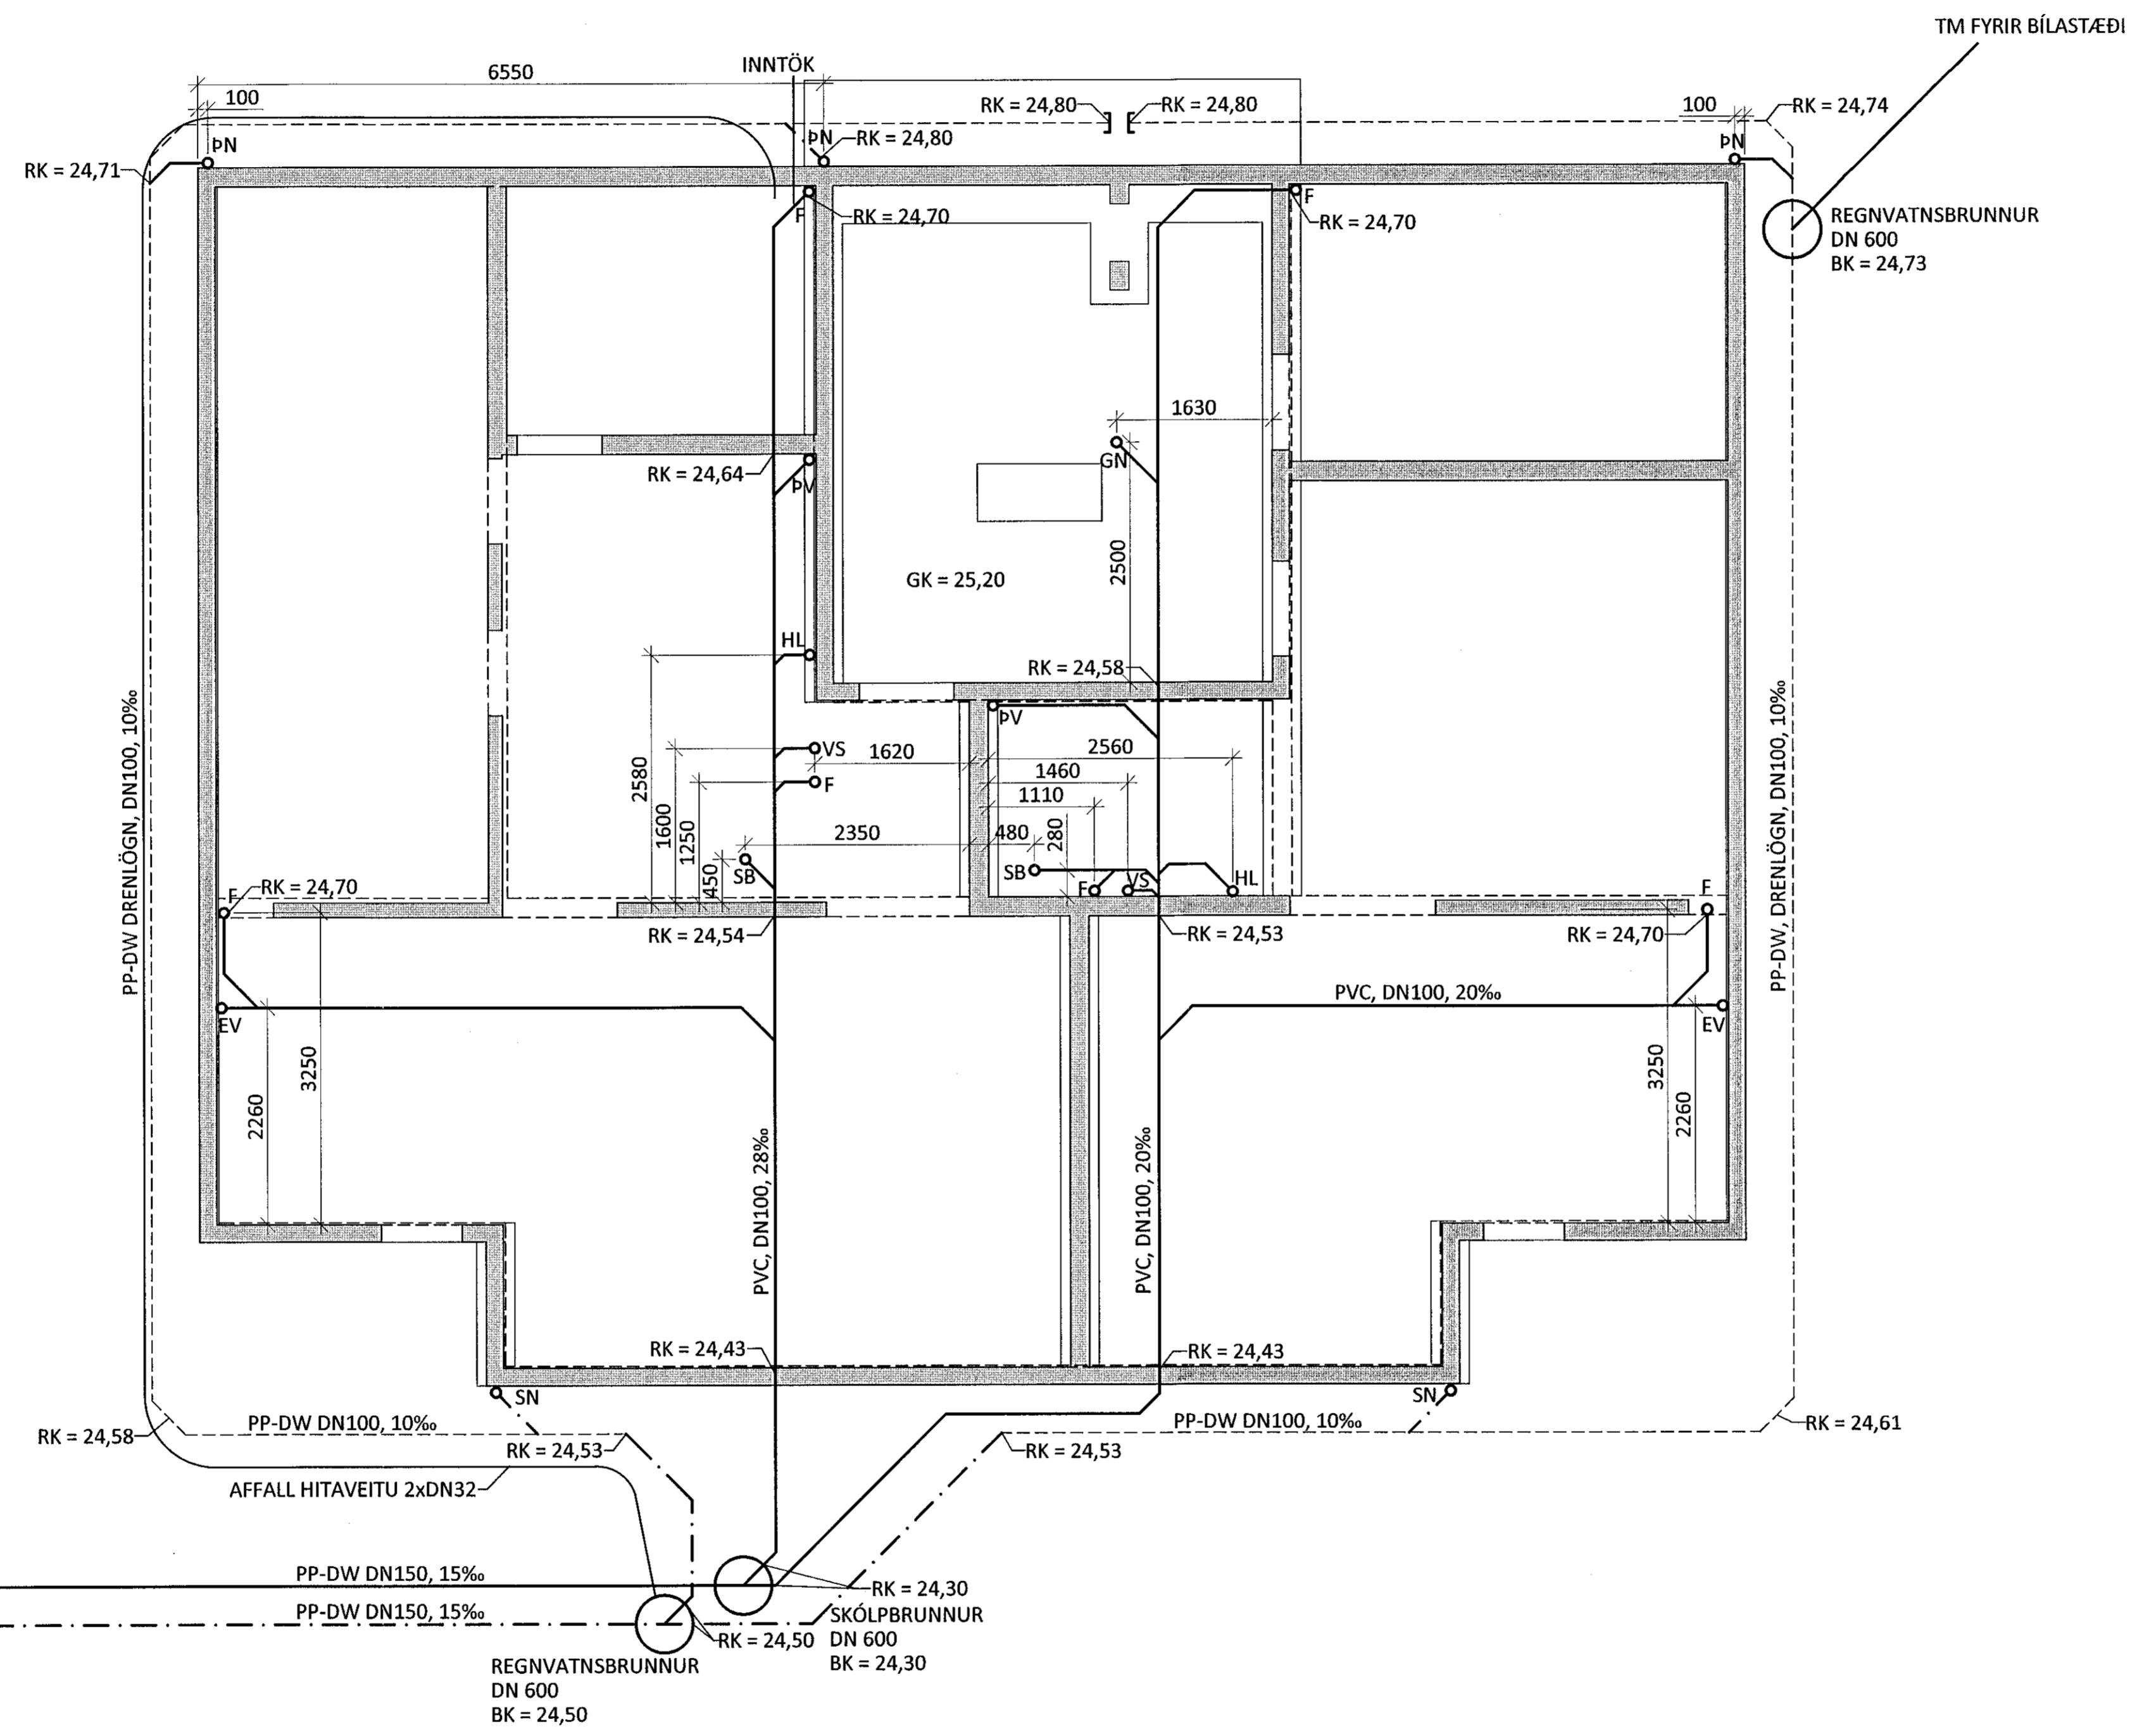 TM FYRIR BÍLASTÆÐI
INNTÖK
6550
100
RK = 24,80
RK = 24,80
100
RK = 24,74
ÞN
ÞN
RK = 24,80
ÞN
RK = 24,71
F
RK = 24,70
F
RK = 24,70
REGNVATNSBRUNNUR
DN 600
BK = 24,73
1630
GN
RK = 24,64
ÞV
2500
GK = 25,20
HL
RK = 24,58
PP-DW DRENLÖGN, DN100, 10‰
PP-DW, DRENLÖGN, DN100, 10‰
ÞV
VS
1620
2560
2580
1460
F
1110
1600
1250
2350
480
280
450
SB
SB
F
VS
HL
F
RK = 24,70
F
RK = 24,54
RK = 24,53
RK = 24,70
PVC, DN100, 20‰
EV
EV
3250
2260
3250
2260
PVC, DN100, 28‰
PVC, DN100, 20‰
RK = 24,43
RK = 24,43
SN
SN
PP-DW DN100, 10‰
PP-DW DN100, 10‰
RK = 24,58
RK = 24,53
RK = 24,53
RK = 24,61
AFFALL HITAVEITU 2xDN32
PP-DW DN150, 15‰
RK = 24,30
PP-DW DN150, 15‰
SKÓLPBRUNNUR
DN 600
BK = 24,30
RK = 24,50
REGNVATNSBRUNNUR
DN 600
BK = 24,50